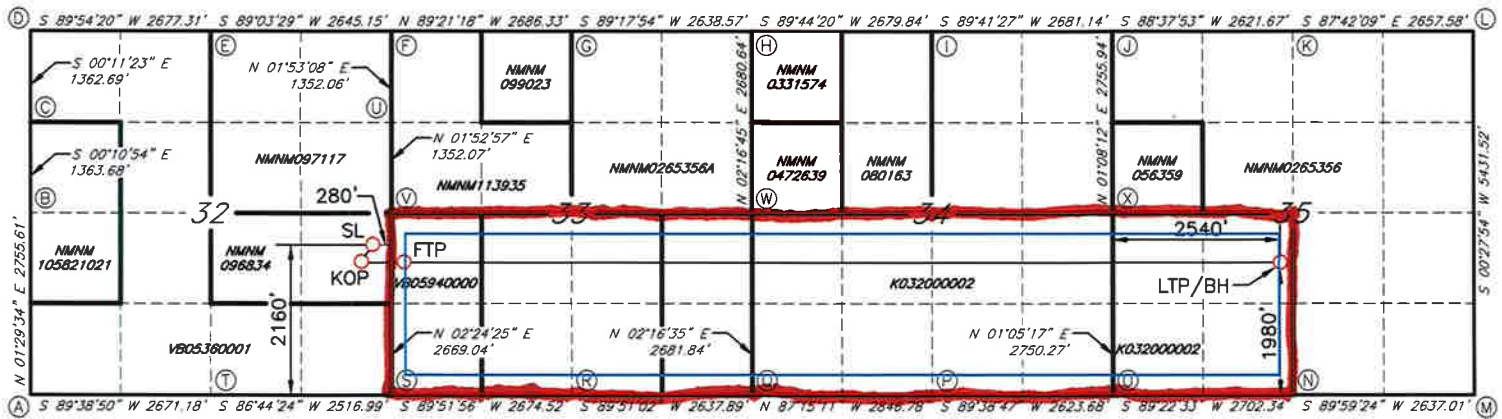 D S 89°54'20" W 2677.31' S 89°03'29" W 2645.15' N 89°21'18" W 2686.33' S 89°17'54" W 2638.57' S 89°44'20" W 2679.84' S 89°41'27" W 2681.14' S 88°37'53" W 2621.67' S 87°42'09" E 2657.58' L
E F G H I J K
S 00°11'23" E
1362.69'
N 01°53'08" E
1352.06'
NMNM
099023
N 02°16'45" E 2680.64'
NMNM
0331574
N 01°08'12" E 2755.94'
C U
S 00°10'54" E
1363.68'
NMNM097117
N 01°52'57" E
1352.07'
NMNM113935
NMNM0265356A
NMNM
0472639
NMNM
080163
NMNM
056359
NMNM0265356
S 00°27'54" W 5431.52'
B 32 280' V 33 W 34 X 35
N 01°29'34" E 2755.61'
NMNM
105821021
NMNM
096834
SL
KOP
FTP
2540'
VB05940000
K032000002
LTP/BH
2160'
1980'
VB05360001
N 02°24'25" E
2669.04'
N 02°16'35" E
2681.84'
N 01°05'17" E
2750.27'
K032000002
T S R Q P O N
A S 89°38'50" W 2671.18' S 86°44'24" W 2516.99' S 89°51'56" W 2674.52' S 89°51'02" W 2637.89' N 87°15'11" W 2846.78' S 89°38'47" W 2623.68' S 89°22'33" W 2702.34' S 89°59'24" W 2637.01' M